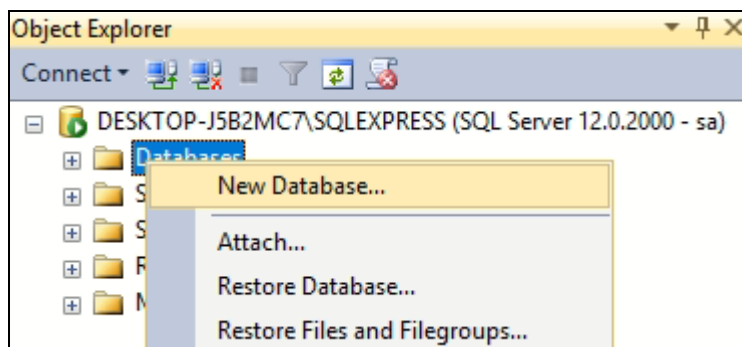 Object Explorer
Connect
DESKTOP-J5B2MC7\SQLEXPRESS (SQL Server 12.0.2000 - sa)
Databases
New Database...
S
Attach...
S
Restore Database...
R
Restore Files and Filegroups...
M